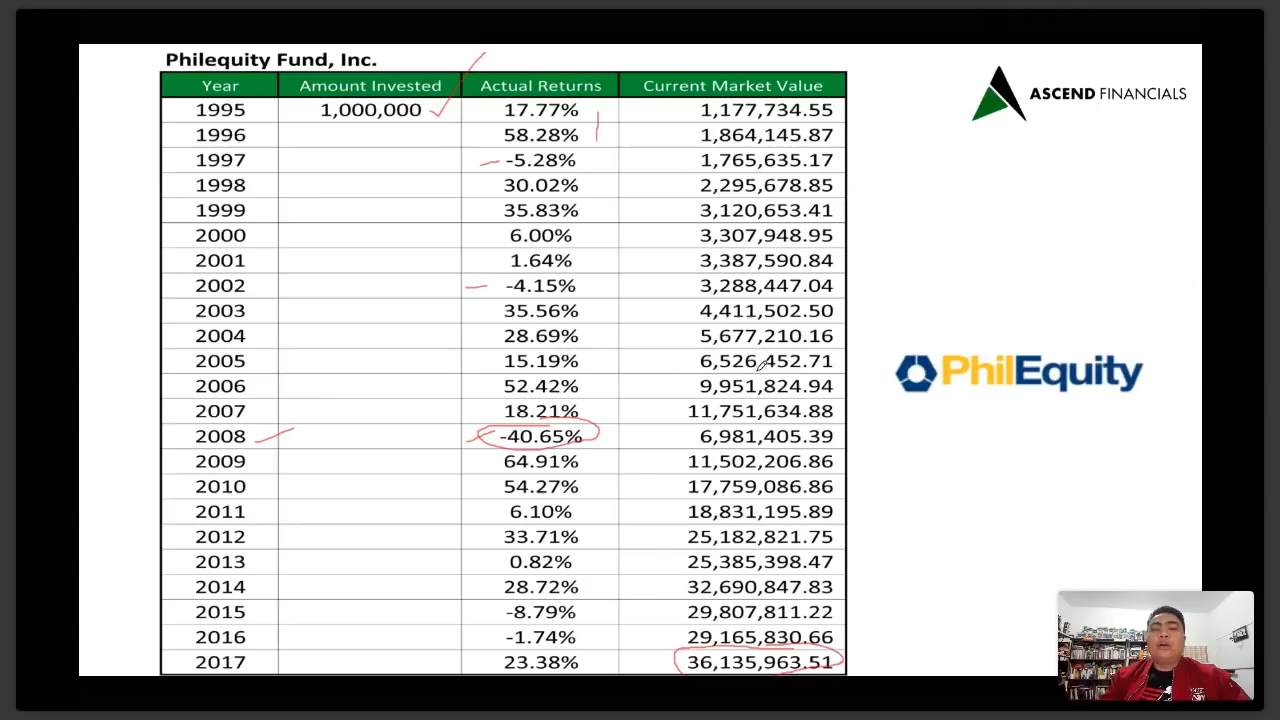 Philequity Fund, Inc.
Year Amount Invested Actual Returns Current Market Value
1995 1,000,000 17.77% 1,177,734.55
1996 58.28% 1,864,145.87
1997 -5.28% 1,765,635.17
1998 30.02% 2,295,678.85
1999 35.83% 3,120,653.41
2000 6.00% 3,307,948.95
2001 1.64% 3,387,590.84
2002 -4.15% 3,288,447.04
2003 35.56% 4,411,502.50
2004 28.69% 5,677,210.16
2005 15.19% 6,526,452.71
2006 52.42% 9,951,824.94
2007 18.21% 11,751,634.88
2008 -40.65% 6,981,405.39
2009 64.91% 11,502,206.86
2010 54.27% 17,759,086.86
2011 6.10% 18,831,195.89
2012 33.71% 25,182,821.75
2013 0.82% 25,385,398.47
2014 28.72% 32,690,847.83
2015 -8.79% 29,807,811.22
2016 -1.74% 29,165,830.66
2017 23.38% 36,135,963.51
ASCEND FINANCIALS
PhilEquity